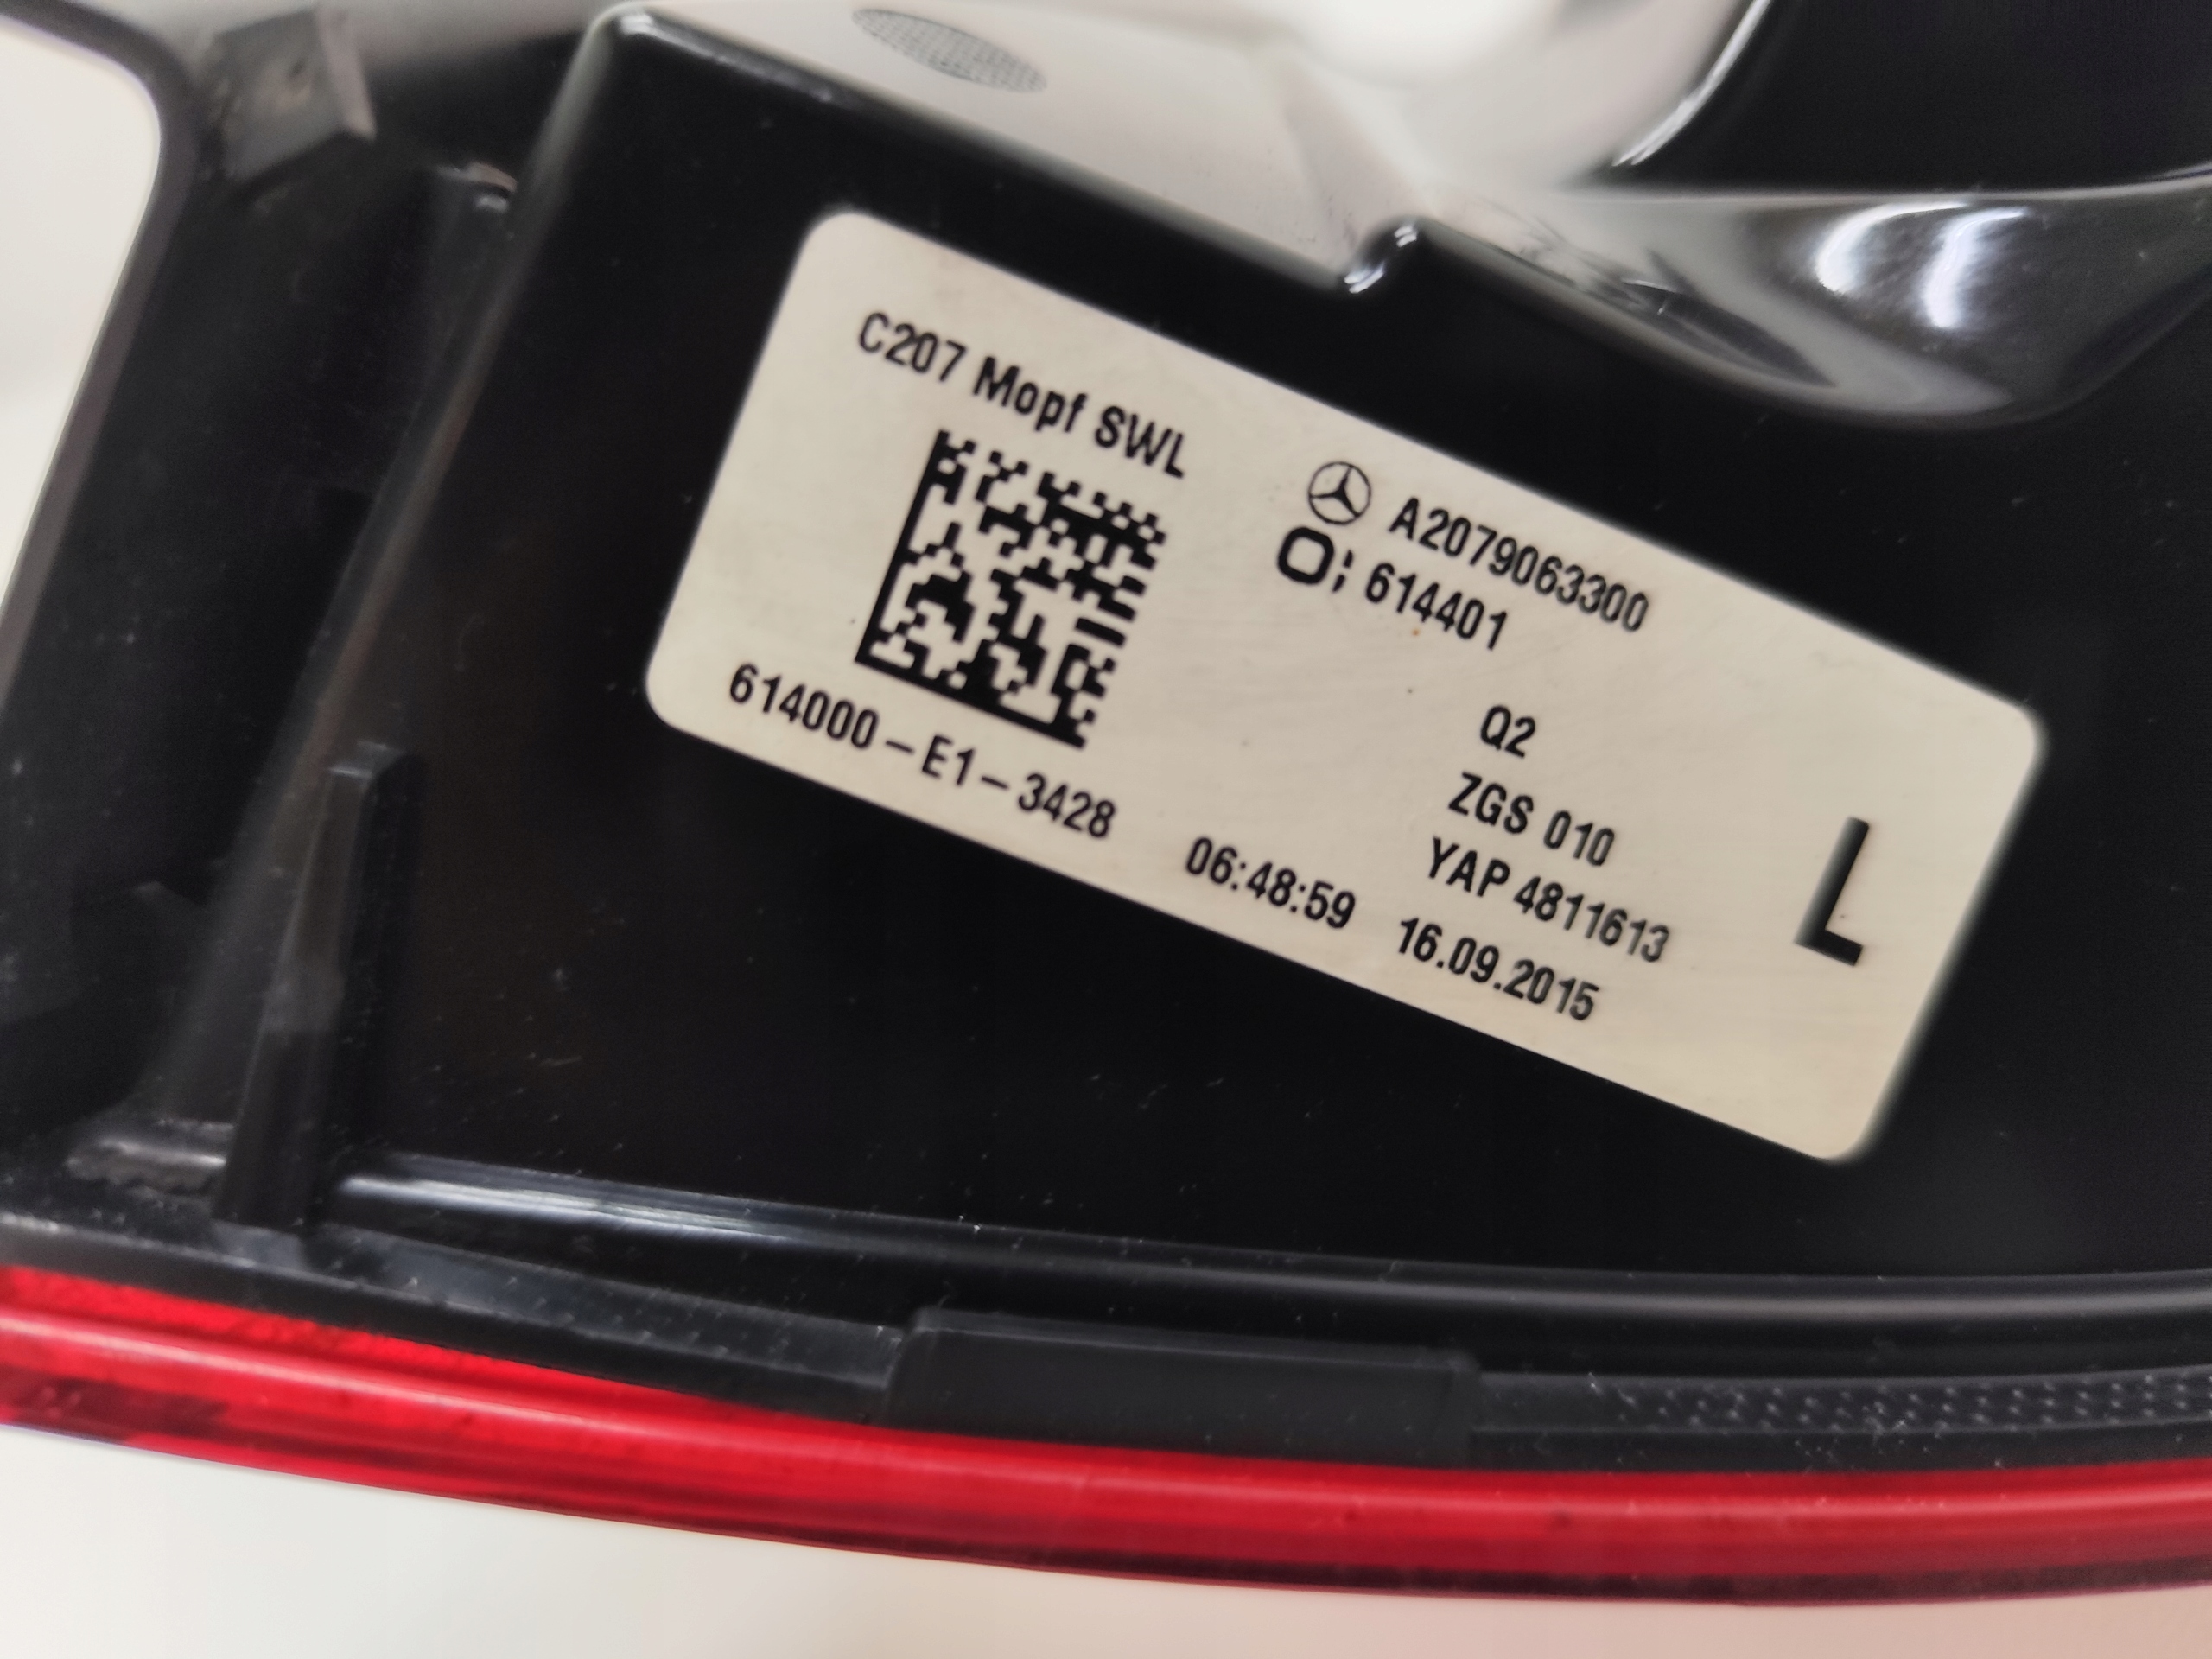 C207 Mopf SWL
A2079063300
O; 614401
Q2
ZGS 010
YAP 4811613
L
614000-E1-3428
06:48:59 16.09.2015